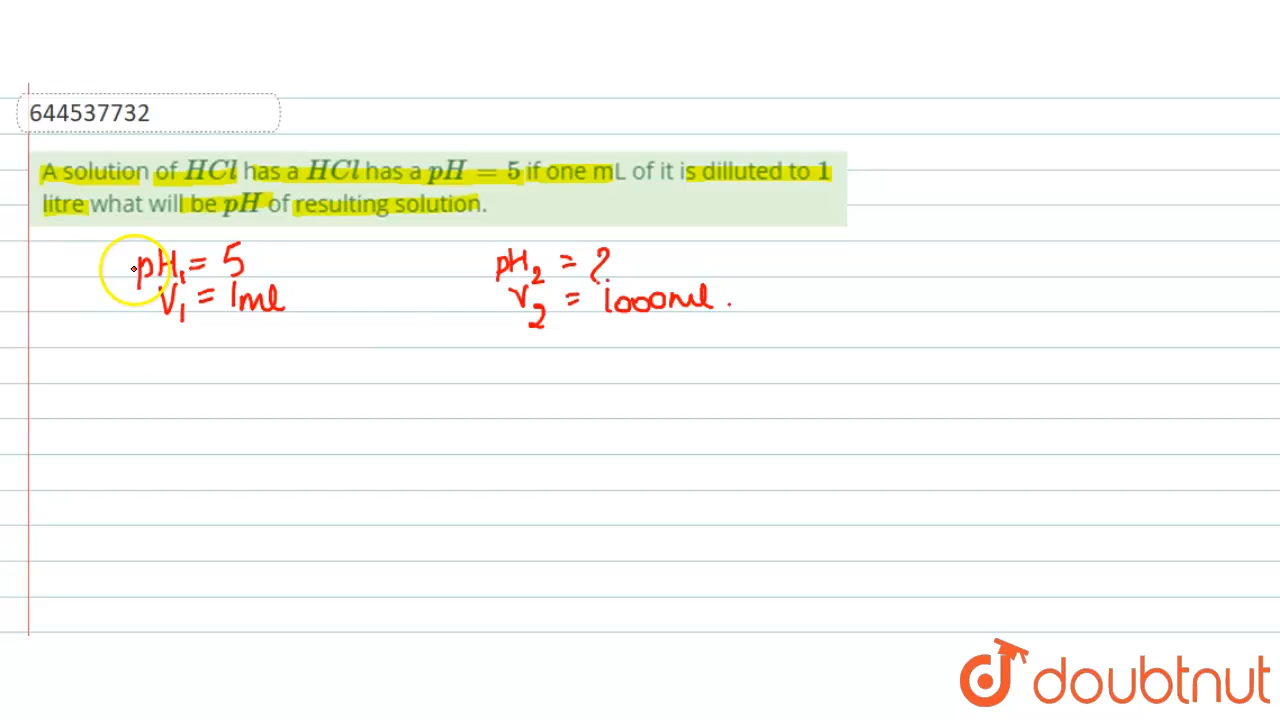 644537732
A solution of HCl has a HCl has a pH = 5 if one mL of it is dilluted to 1
litre what will be pH of resulting solution.
pH₁ = 5 pH₂ = ?
V₁ = 1ml V₂ = 1000ml.
doubtnut